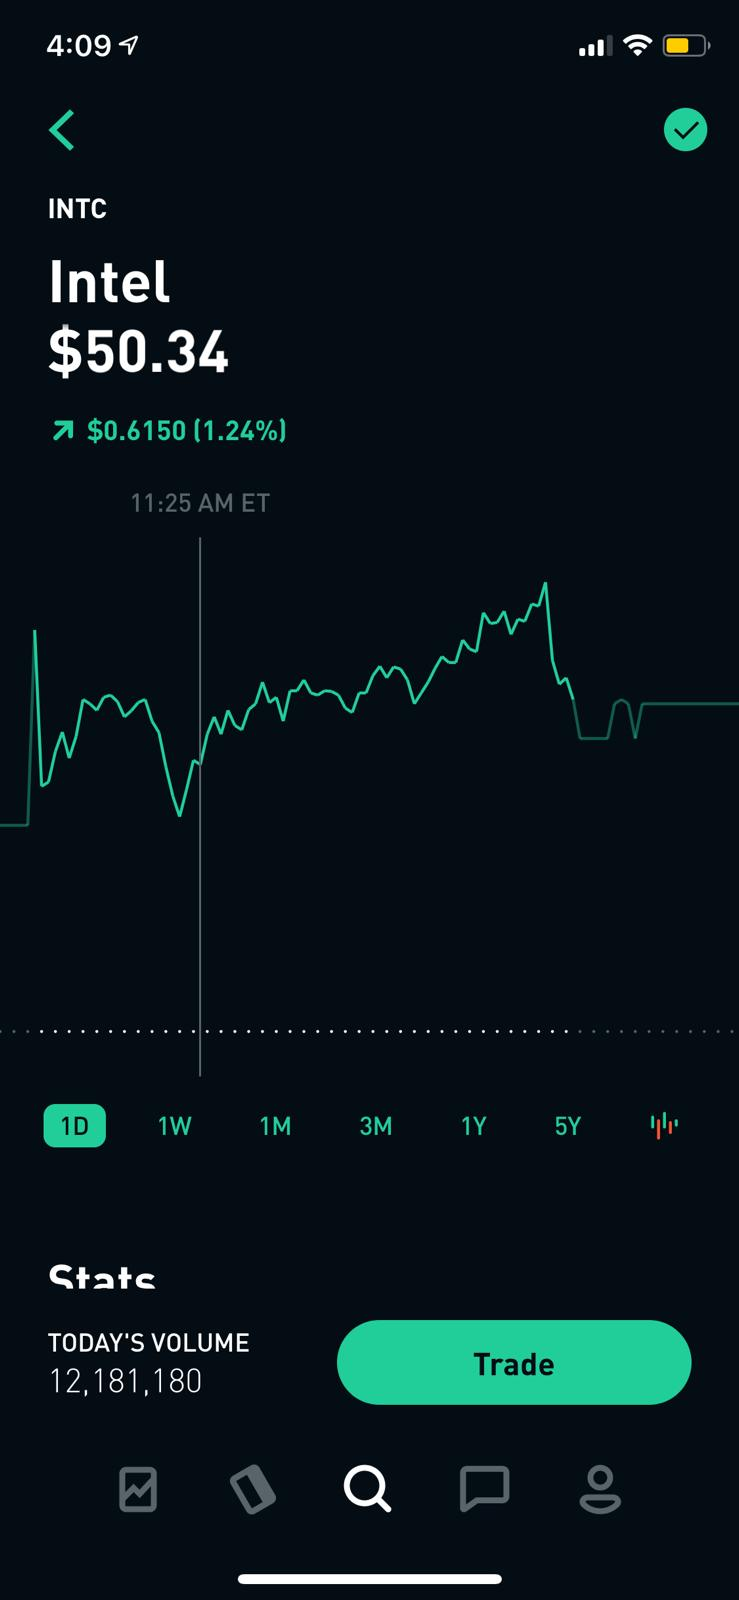 4:09
INTC
Intel
$50.34
$0.6150 (1.24%)
11:25 AM ET
1D 1W 1M 3M 1Y 5Y
Stats
TODAY'S VOLUME
12,181,180
Trade